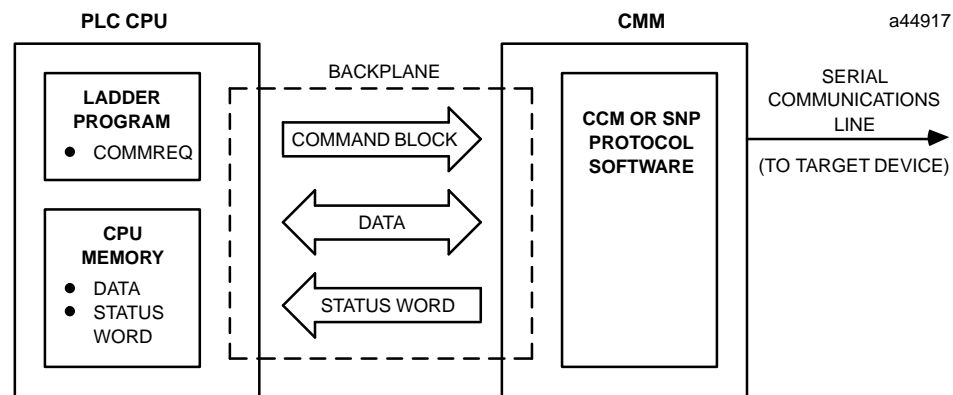 PLC CPU
CMM
a44917
BACKPLANE
LADDER
PROGRAM
● COMMREQ
CPU
MEMORY
● DATA
● STATUS
WORD
COMMAND BLOCK
DATA
STATUS WORD
CCM OR SNP
PROTOCOL
SOFTWARE
SERIAL
COMMUNICATIONS
LINE
(TO TARGET DEVICE)